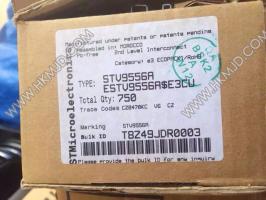 Manufactured under patents or patents pending
Assembled in: MOROCCO
Pb-free 2nd Level Interconnect
Category: e3 ECOPACK/RoHS
TYPE: STV9556A
ESTV9556A$E3CU
Total Qty: 750
Trace Codes CZ0470KC V6 CZ
Marking STV9556A
Bulk ID TBZ49JDR0003
Please provide the bulk ID for any inquiry
STMicroelectronics
WWW.HKMJD.COM